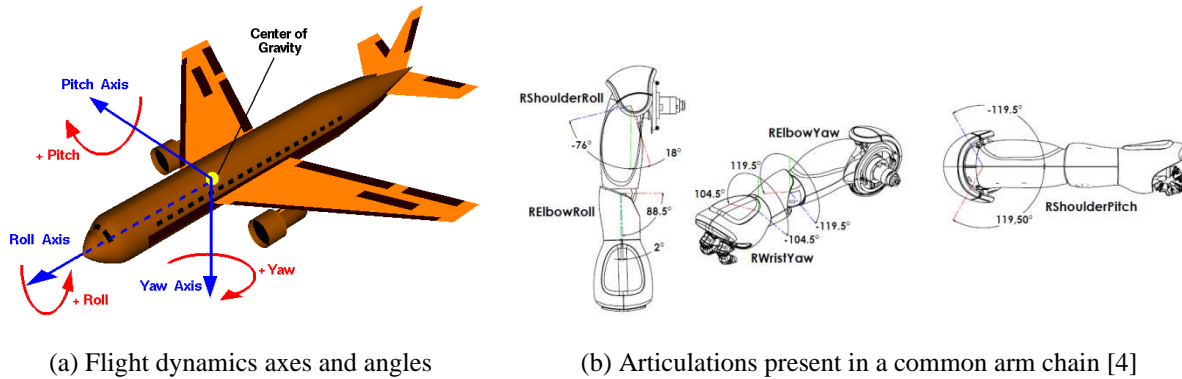 Center of
Gravity
Pitch Axis
+ Pitch
Roll Axis
+ Roll
Yaw Axis
+ Yaw
RShoulderRoll
-76°
18°
RElbowRoll
88.5°
2°
RElbowYaw
119.5°
104.5°
-119.5°
-104.5°
RWristYaw
-119.5°
119,50°
RShoulderPitch
(a) Flight dynamics axes and angles
(b) Articulations present in a common arm chain [4]